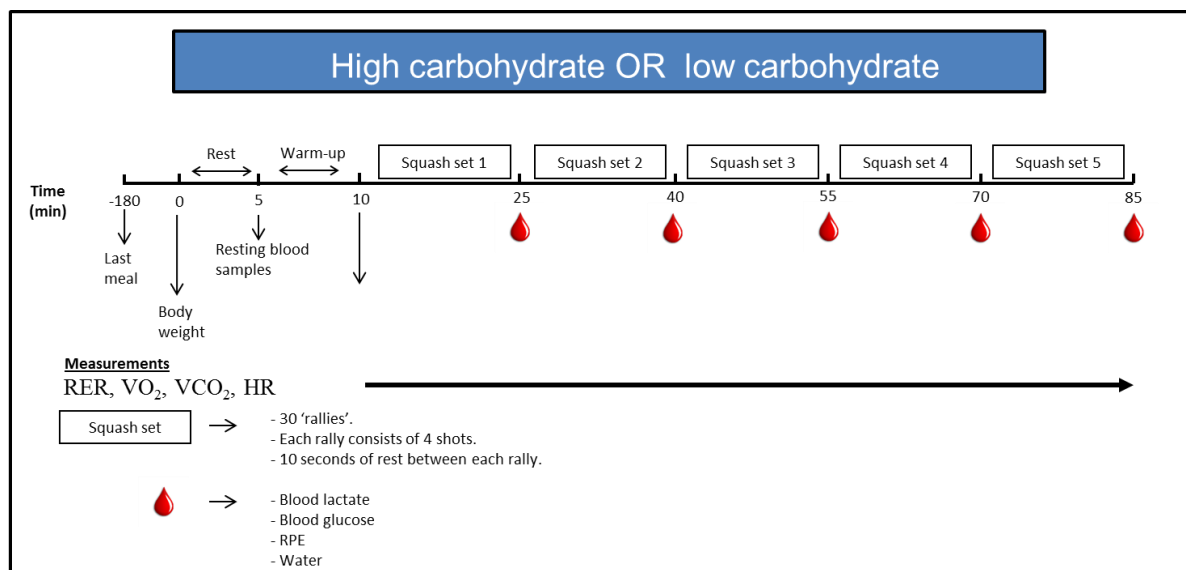 High carbohydrate OR  low carbohydrate
Rest
Warm-up
Squash set 1
Squash set 2
Squash set 3
Squash set 4
Squash set 5
Time
(min)
-180
0
5
10
25
40
55
70
85
Last
meal
Body
weight
Resting blood
samples
Measurements
RER, VO₂, VCO₂, HR
Squash set
- 30 ‘rallies’.
- Each rally consists of 4 shots.
- 10 seconds of rest between each rally.
- Blood lactate
- Blood glucose
- RPE
- Water